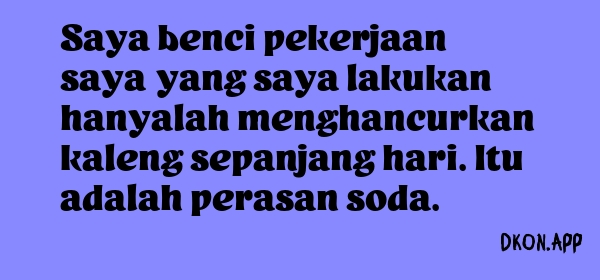 Saya benci pekerjaan
saya yang saya lakukan
hanyalah menghancurkan
kaleng sepanjang hari. Itu
adalah perasan soda.
DKON.APP